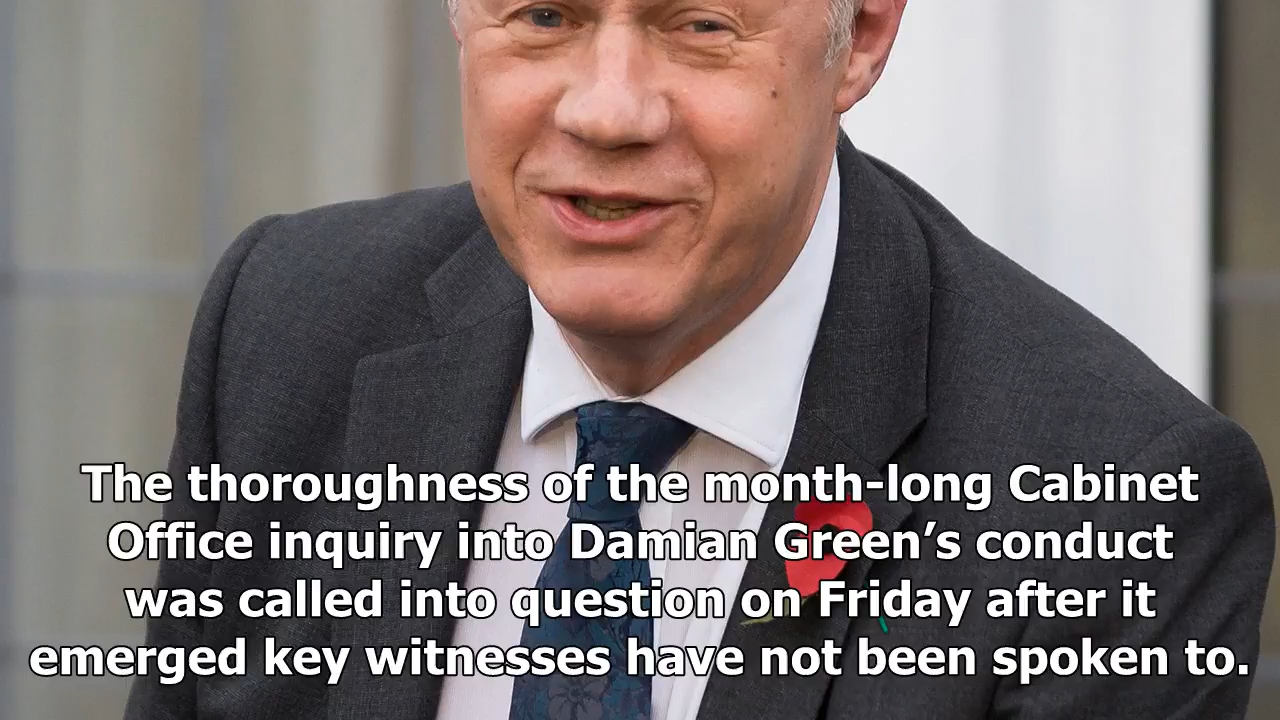 The thoroughness of the month-long Cabinet
Office inquiry into Damian Green’s conduct
was called into question on Friday after it
emerged key witnesses have not been spoken to.